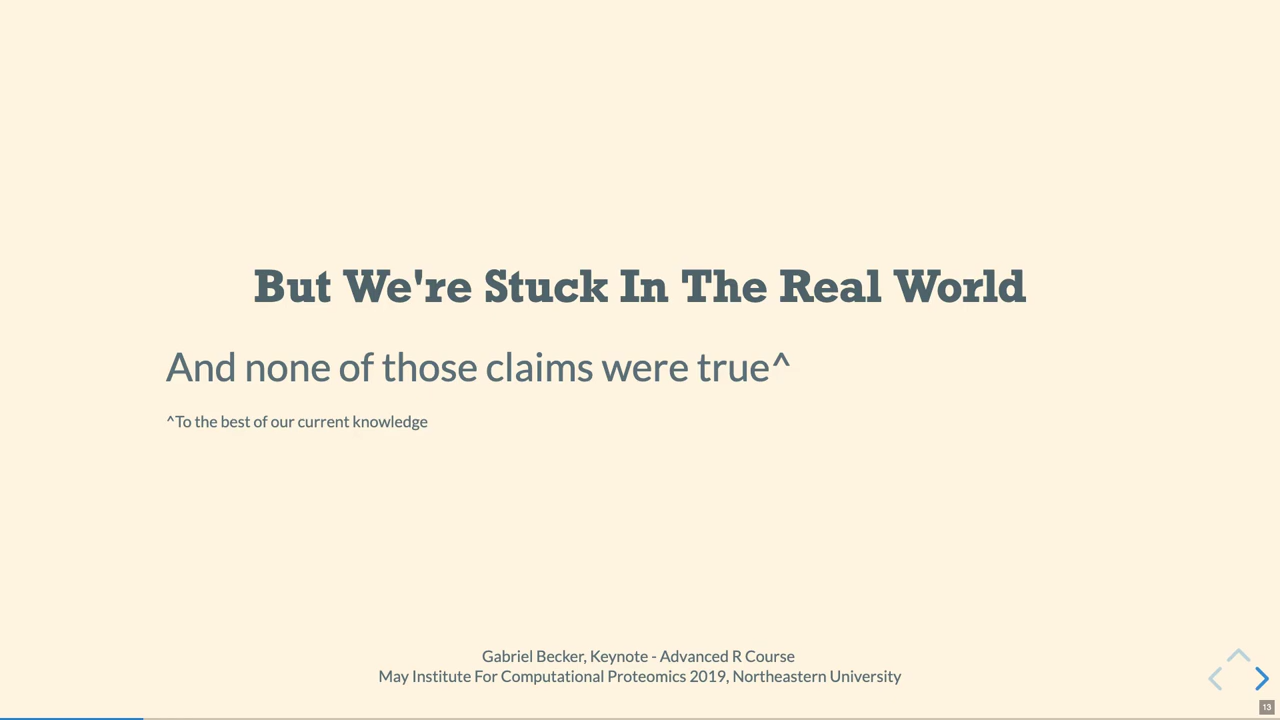 But We're Stuck In The Real World
And none of those claims were true^
^To the best of our current knowledge
Gabriel Becker, Keynote - Advanced R Course
May Institute For Computational Proteomics 2019, Northeastern University
13